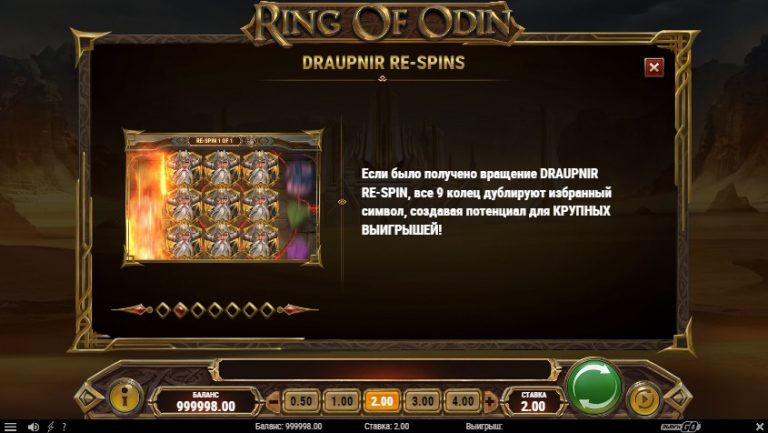 RING OF ODIN
DRAUPNIR RE-SPINS
RE-SPIN 1 OF 1
Если было получено вращение DRAUPNIR
RE-SPIN, все 9 колец дублируют избранный
символ, создавая потенциал для КРУПНЫХ
ВЫИГРЫШЕЙ!
БАЛАНС
999998.00
0.50 1.00 2.00 3.00 4.00
СТАВКА
2.00
Баланс: 999998.00 Ставка: 2.00 Выигрыш:
PLAY'N GO